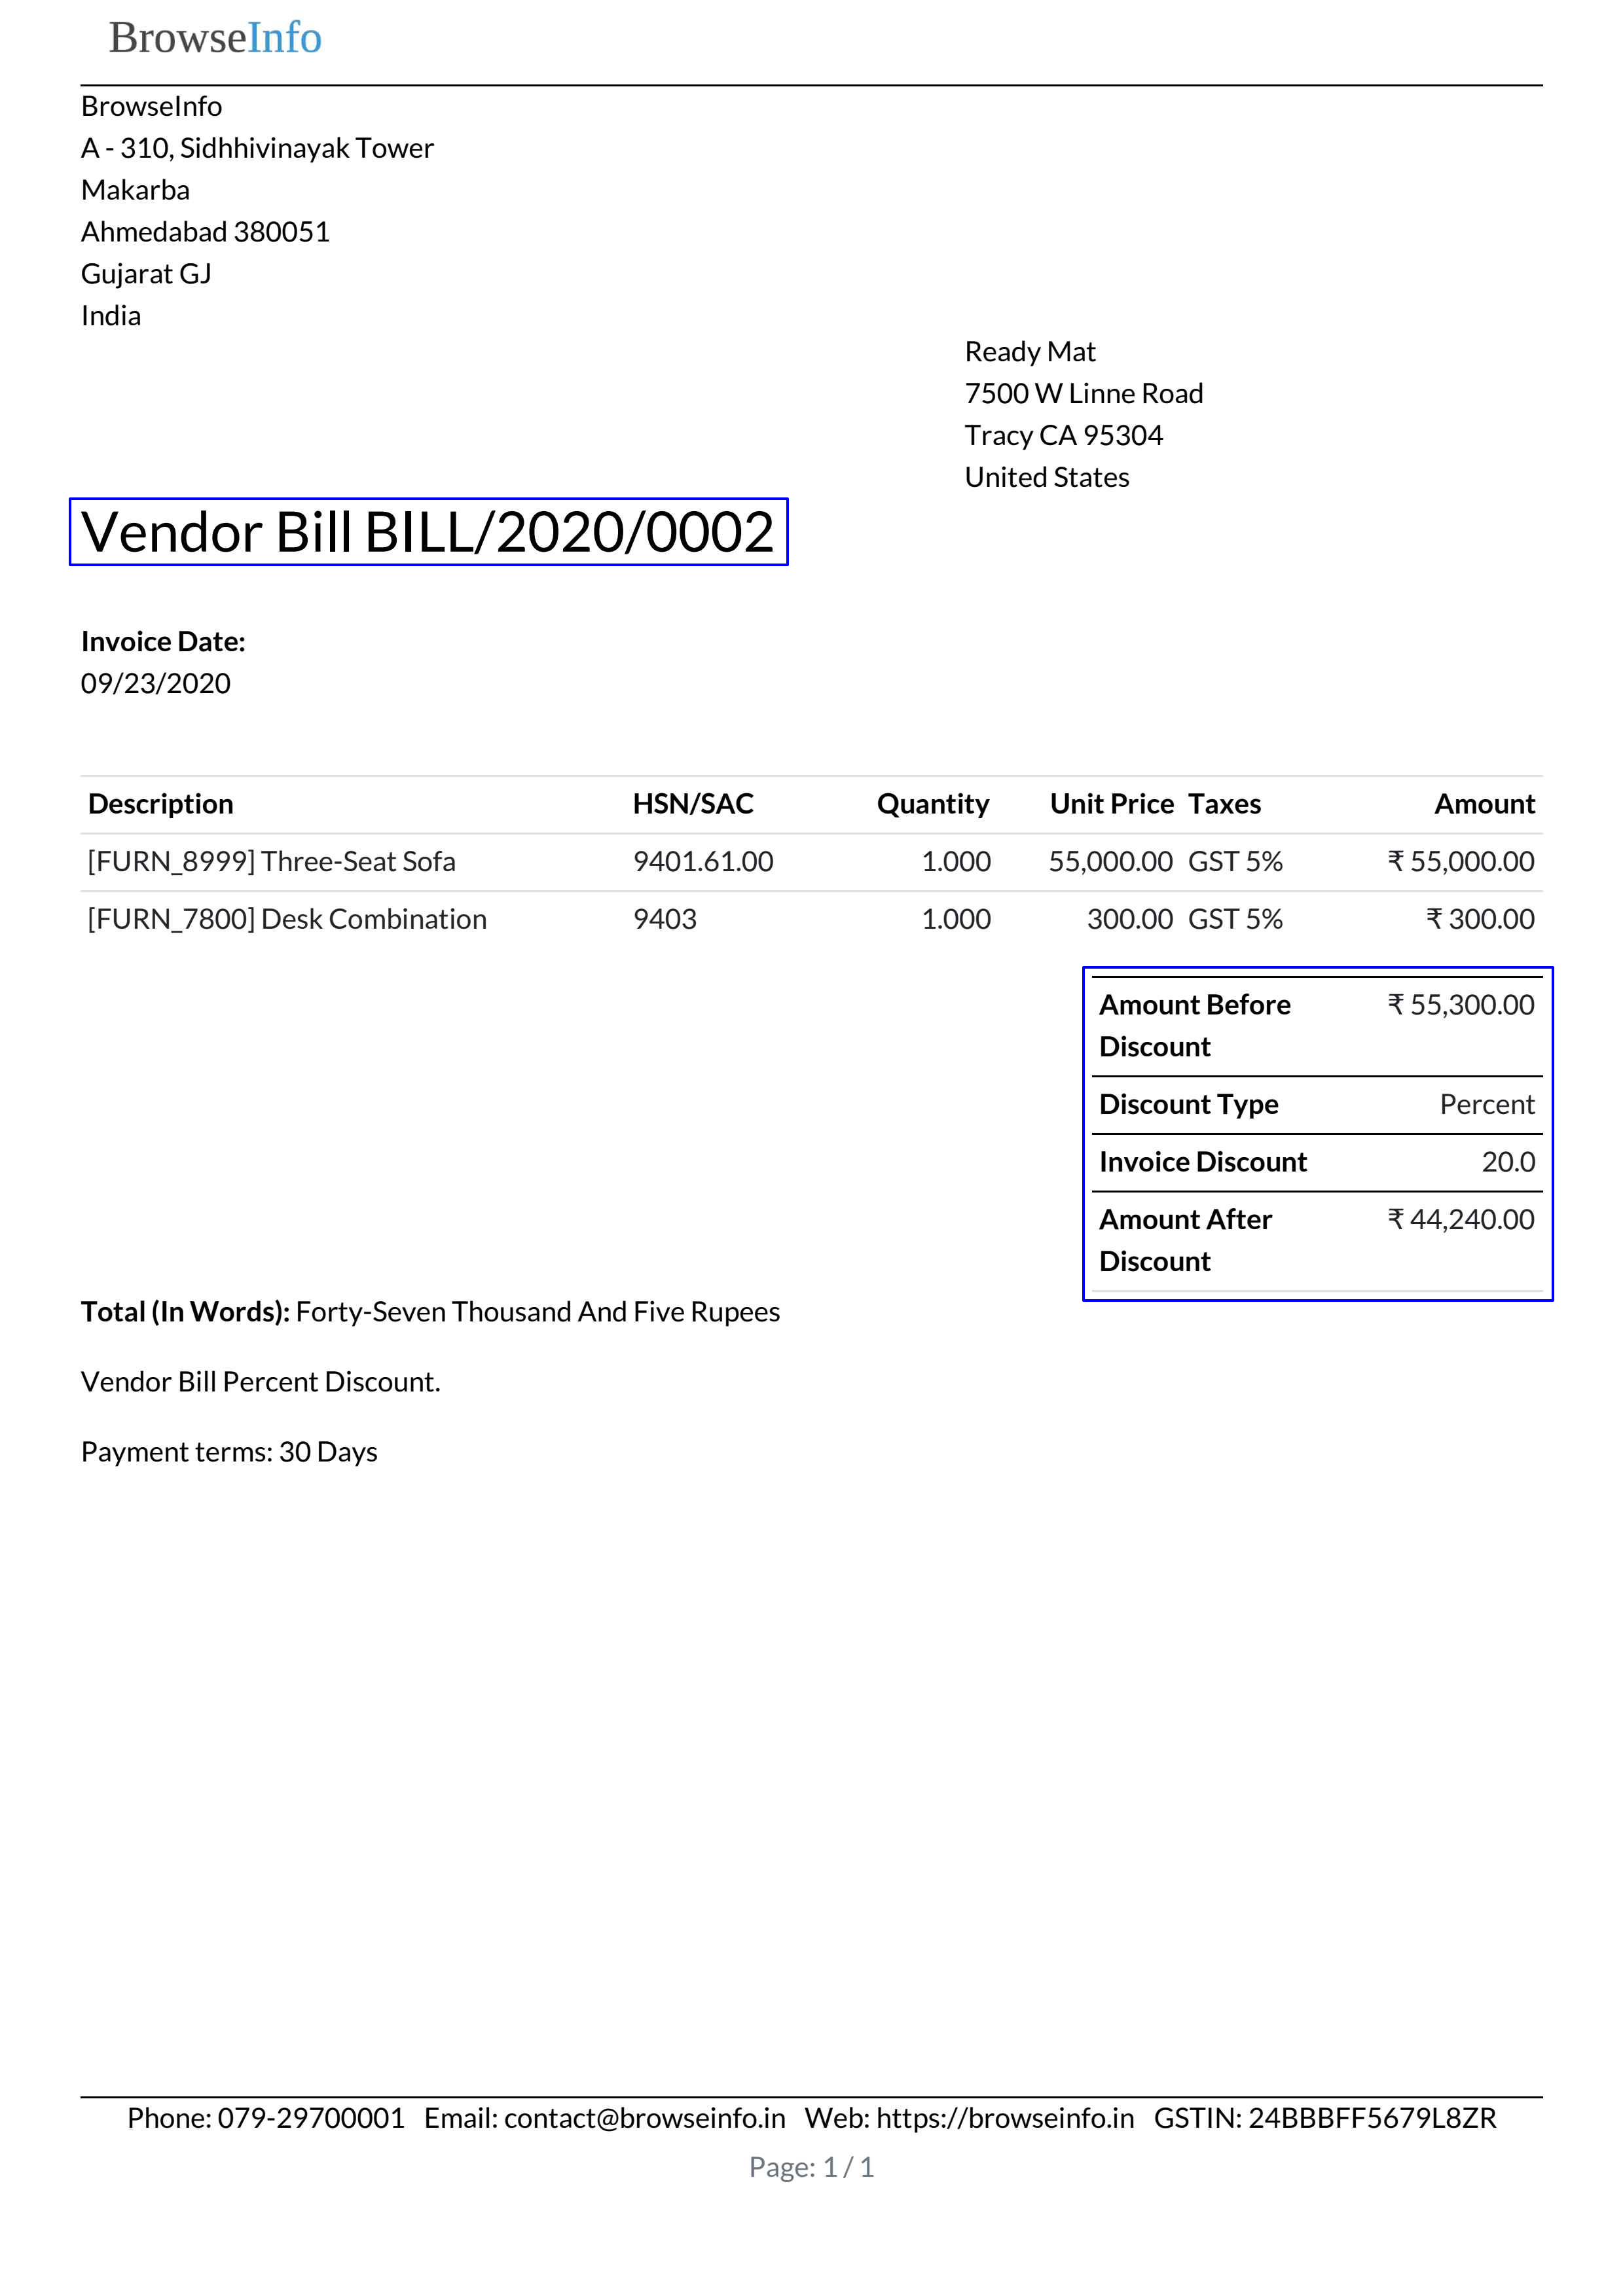 BrowseInfo
BrowseInfo
A - 310, Sidhhivinayak Tower
Makarba
Ahmedabad 380051
Gujarat GJ
India
Ready Mat
7500 W Linne Road
Tracy CA 95304
United States
Vendor Bill BILL/2020/0002
Invoice Date:
09/23/2020
Description HSN/SAC Quantity Unit Price Taxes Amount
[FURN_8999] Three-Seat Sofa 9401.61.00 1.000 55,000.00 GST 5% ₹ 55,000.00
[FURN_7800] Desk Combination 9403 1.000 300.00 GST 5% ₹ 300.00
Amount Before ₹ 55,300.00
Discount
Discount Type Percent
Invoice Discount 20.0
Amount After ₹ 44,240.00
Discount
Total (In Words): Forty-Seven Thousand And Five Rupees
Vendor Bill Percent Discount.
Payment terms: 30 Days
Phone: 079-29700001 Email: contact@browseinfo.in Web: https://browseinfo.in GSTIN: 24BBBFF5679L8ZR
Page: 1 / 1